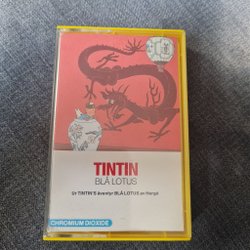 TINTIN
BLÅ LOTUS
Ur TINTIN'S äventyr BLÅ LOTUS av Hergé
CHROMIUM DIOXIDE